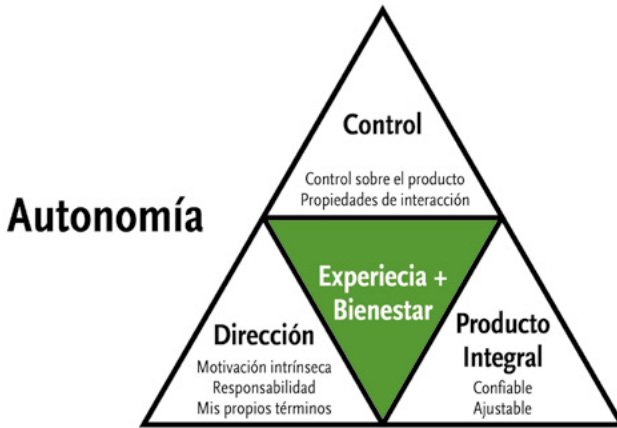 Control
Control sobre el producto
Propiedades de interacción
Autonomía
Experiecia +
Bienestar
Dirección
Motivación intrínseca
Responsabilidad
Mis propios términos
Producto
Integral
Confiable
Ajustable